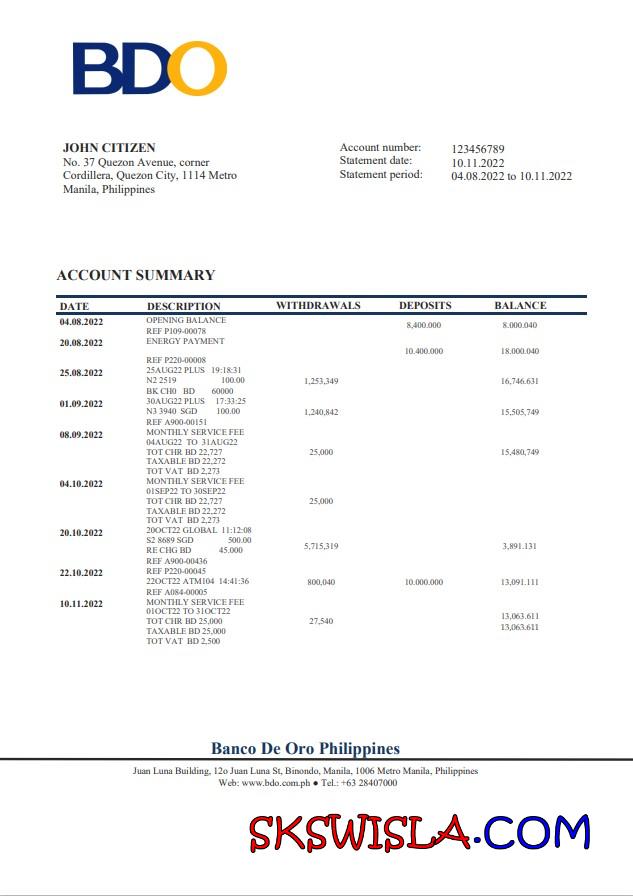 BDO
JOHN CITIZEN
No. 37 Quezon Avenue, corner
Cordillera, Quezon City, 1114 Metro
Manila, Philippines
Account number: 123456789
Statement date: 10.11.2022
Statement period: 04.08.2022 to 10.11.2022
ACCOUNT SUMMARY
DATE DESCRIPTION WITHDRAWALS DEPOSITS BALANCE
04.08.2022 OPENING BALANCE 8,400.000 8.000.040
REF P109-00078
20.08.2022 ENERGY PAYMENT
10.400.000 18.000.040
REF P220-00008
25.08.2022 25AUG22 PLUS 19:18:31
N2 2519 100.00 1,253,349 16,746.631
BK CH0 BD 60000
01.09.2022 30AUG22 PLUS 17:33:25
N3 3940 SGD 100.00 1,240,842 15,505,749
REF A900-00151
08.09.2022 MONTHLY SERVICE FEE
04AUG22 TO 31AUG22
TOT CHR BD 22,727 25,000 15,480,749
TAXABLE BD 22,272
TOT VAT BD 2,273
04.10.2022 MONTHLY SERVICE FEE
01SEP22 TO 30SEP22
TOT CHR BD 22,727 25,000
TAXABLE BD 22,272
TOT VAT BD 2,273
20.10.2022 20OCT22 GLOBAL 11:12:08
S2 8689 SGD 500.00
RE CHG BD 45.000 5,715,319 3,891.131
REF A900-00436
22.10.2022 REF P220-00045
22OCT22 ATM104 14:41:36 800,040 10.000.000 13,091.111
REF A084-00005
10.11.2022 MONTHLY SERVICE FEE
01OCT22 TO 31OCT22 13,063.611
TOT CHR BD 25,000 27,540
TAXABLE BD 25,000 13,063.611
TOT VAT BD 2,500
Banco De Oro Philippines
Juan Luna Building, 12o Juan Luna St, Binondo, Manila, 1006 Metro Manila, Philippines
Web: www.bdo.com.ph ● Tel.: +63 28407000
SKSWISLA.COM